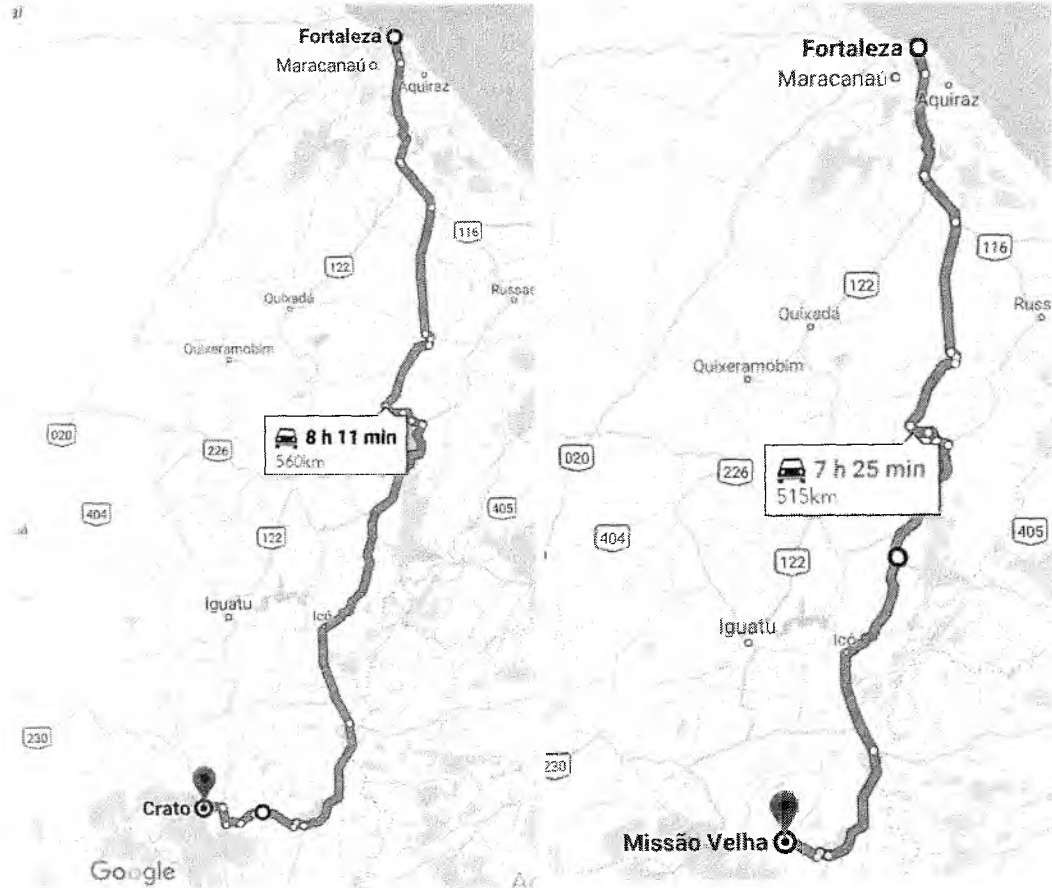 Fortaleza
Maracanaú
Aquiraz
116
122
Quixadá
Quixeramobim
8 h 11 min
560km
020
226
404
405
122
Iguatu
Icó
230
Crato
Google
Fortaleza
Maracanaú
Aquiraz
116
122
Quixadá
Russ
Quixeramobim
7 h 25 min
515km
020
226
404
405
122
Iguatu
Icó
230
Missão Velha